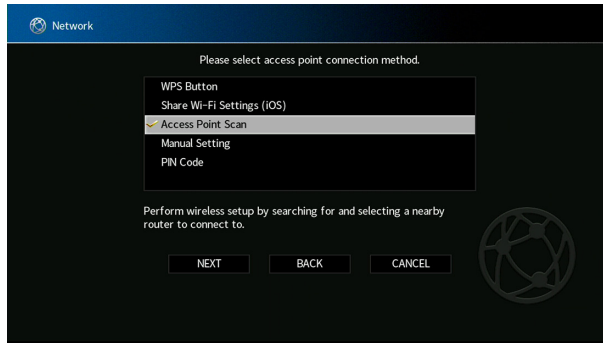 Network
Please select access point connection method.
WPS Button
Share Wi-Fi Settings (iOS)
Access Point Scan
Manual Setting
PIN Code
Perform wireless setup by searching for and selecting a nearby
router to connect to.
NEXT BACK CANCEL